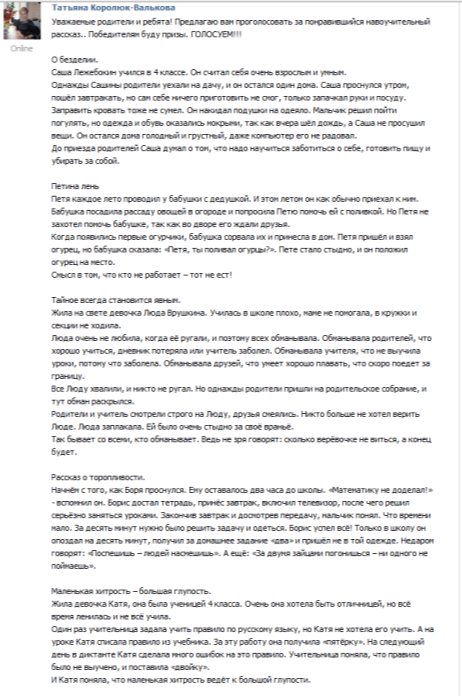 Татьяна Королюк-Валькова
Уважаемые родители и ребята! Предлагаю вам проголосовать за понравившийся навоучительный
рассказ.. Победителям буду призы. ГОЛОСУЕМ!!!
Online
О безделии.
Саша Лежебокин учился в 4 классе. Он считал себя очень взрослым и умным.
Однажды Сашины родители уехали на дачу, и он остался один дома. Саша проснулся утром,
пошёл завтракать, но сам себе ничего приготовить не смог, только запачкал руки и посуду.
Заправить кровать тоже не сумел. Он накидал подушки на одеяло. Мальчик решил пойти
погулять, но одежда и обувь оказались мокрыми, так как вчера шёл дождь, а Саша не просушил
вещи. Он остался дома голодный и грустный, даже компьютер его не радовал.
До приезда родителей Саша думал о том, что надо научиться заботиться о себе, готовить пищу и
убирать за собой.
Петина лень
Петя каждое лето проводил у бабушки с дедушкой. И этим летом он как обычно приехал к ним.
Бабушка посадила рассаду овощей в огороде и попросила Петю помочь ей с поливкой. Но Петя не
захотел помочь бабушке, так как во дворе его ждали друзья.
Когда появились первые огурчики, бабушка сорвала их и принесла в дом. Петя пришёл и взял
огурец, но бабушка сказала: «Петя, ты поливал огурцы?». Пете стало стыдно, и он положил
огурец на место.
Смысл в том, что кто не работает – тот не ест!
Тайное всегда становится явным.
Жила на свете девочка Люда Врушкина. Училась в школе плохо, маме не помогала, в кружки и
секции не ходила.
Люда очень не любила, когда её ругали, и поэтому всех обманывала. Обманывала родителей, что
хорошо учиться, дневник потеряла или учитель заболел. Обманывала учителя, что не выучила
уроки, потому что заболела. Обманывала друзей, что умеет хорошо плавать, что скоро поедет за
границу.
Все Люду хвалили, и никто не ругал. Но однажды родители пришли на родительское собрание, и
тут обман раскрылся.
Родители и учитель смотрели строго на Люду, друзья смеялись. Никто больше не хотел верить
Люде. Люда заплакала. Ей было очень стыдно за своё враньё.
Так бывает со всеми, кто обманывает. Ведь не зря говорят: сколько верёвочке не виться, а конец
будет.
Рассказ о торопливости.
Начнём с того, как Боря проснулся. Ему оставалось два часа до школы. «Математику не доделал!»
- вспомнил он. Борис достал тетрадь, принёс завтрак, включил телевизор, после чего решил
серьёзно заняться уроками. Закончив завтрак и досмотрев передачу, мальчик понял. Что времени
мало. За десять минут нужно было решить задачу и одеться. Борис успел всё! Только в школу он
опоздал на десять минут, получил за домашнее задание «два» и пришёл не в той одежде. Недаром
говорят: «Поспешишь – людей насмешишь». А ещё: «За двумя зайцами погонишься – ни одного не
поймаешь».
Маленькая хитрость – большая глупость.
Жила девочка Катя, она была ученицей 4 класса. Очень она хотела быть отличницей, но всё
время ленилась и не всё учила.
Один раз учительница задала учить правило по русскому языку, но Катя не хотела его учить. А на
уроке Катя списала правило из учебника. За эту работу она получила «пятёрку». На следующий
день в диктанте Катя сделала много ошибок на это правило. Учительница поняла, что правило
было не выучено, и поставила «двойку».
И Катя поняла, что маленькая хитрость ведёт к большой глупости.